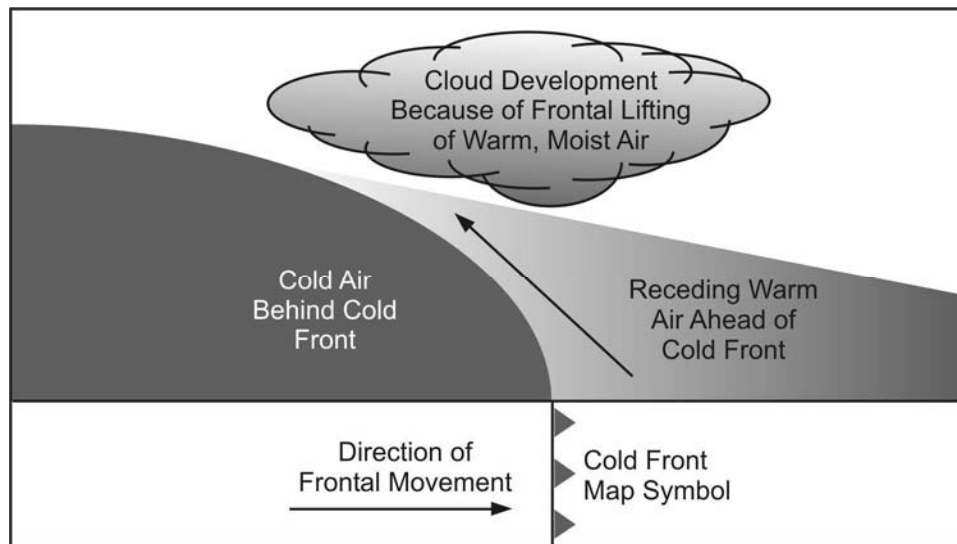 Cloud Development
Because of Frontal Lifting
of Warm, Moist Air
Cold Air
Behind Cold
Front
Receding Warm
Air Ahead of
Cold Front
Direction of
Frontal Movement
Cold Front
Map Symbol